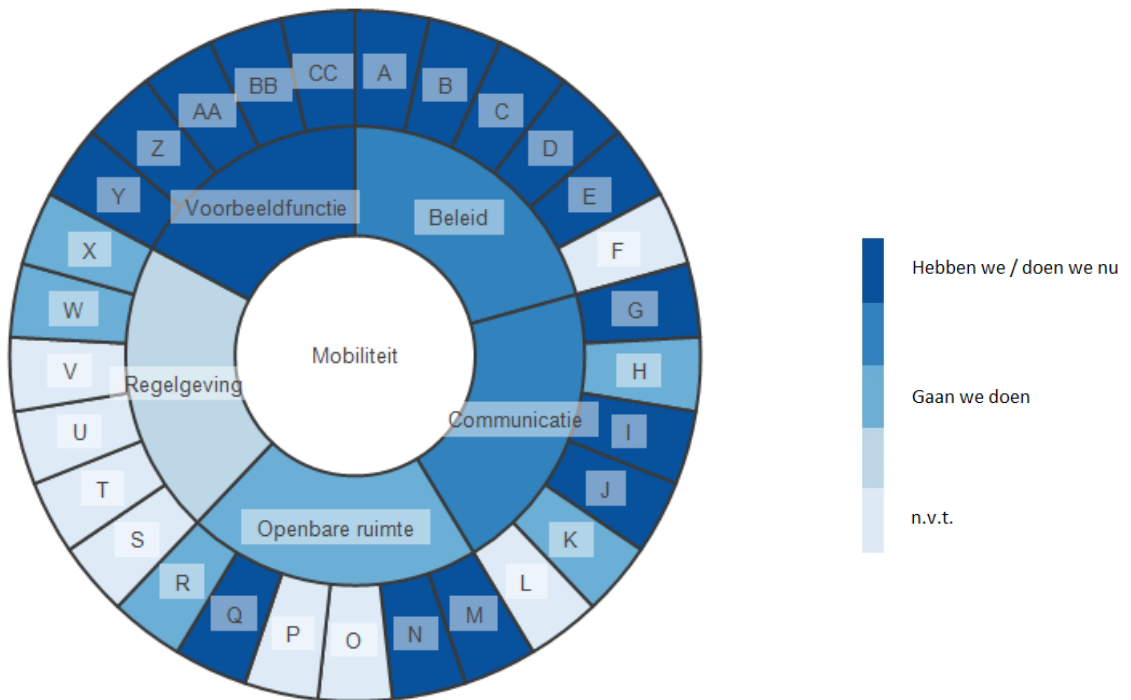 CC
A
BB
B
AA
C
Z
D
Y
E
Voorbeeldfunctie
Beleid
X
F
W
G
Mobiliteit
V
H
Regelgeving
Communicatie
U
I
T
J
S
K
Openbare ruimte
R
L
Q
M
P
O
N
Hebben we / doen we nu
Gaan we doen
n.v.t.